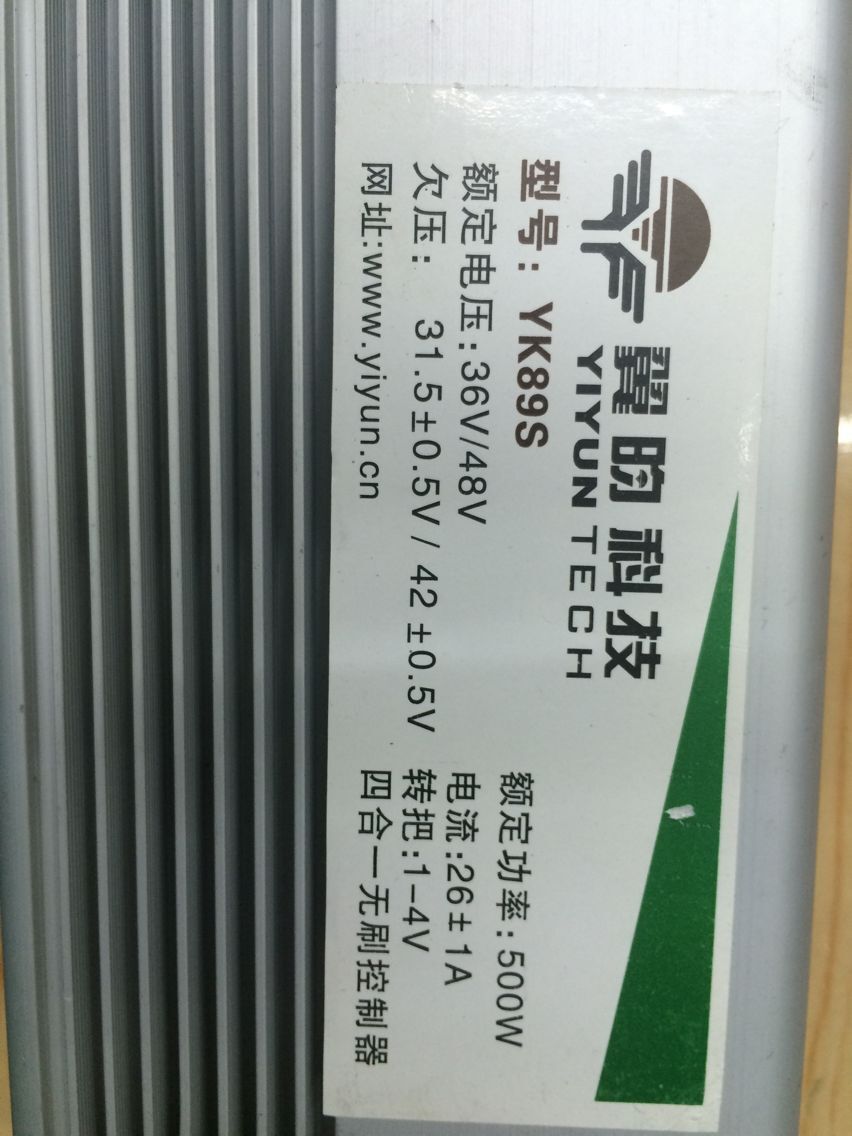 翼昀科技
YIYUN TECH
型号: YK89S
额定电压:36V/48V
欠压: 31.5±0.5V / 42±0.5V
网址:www.yiyun.cn
额定功率:500W
电流:26±1A
转把:1-4V
四合一无刷控制器